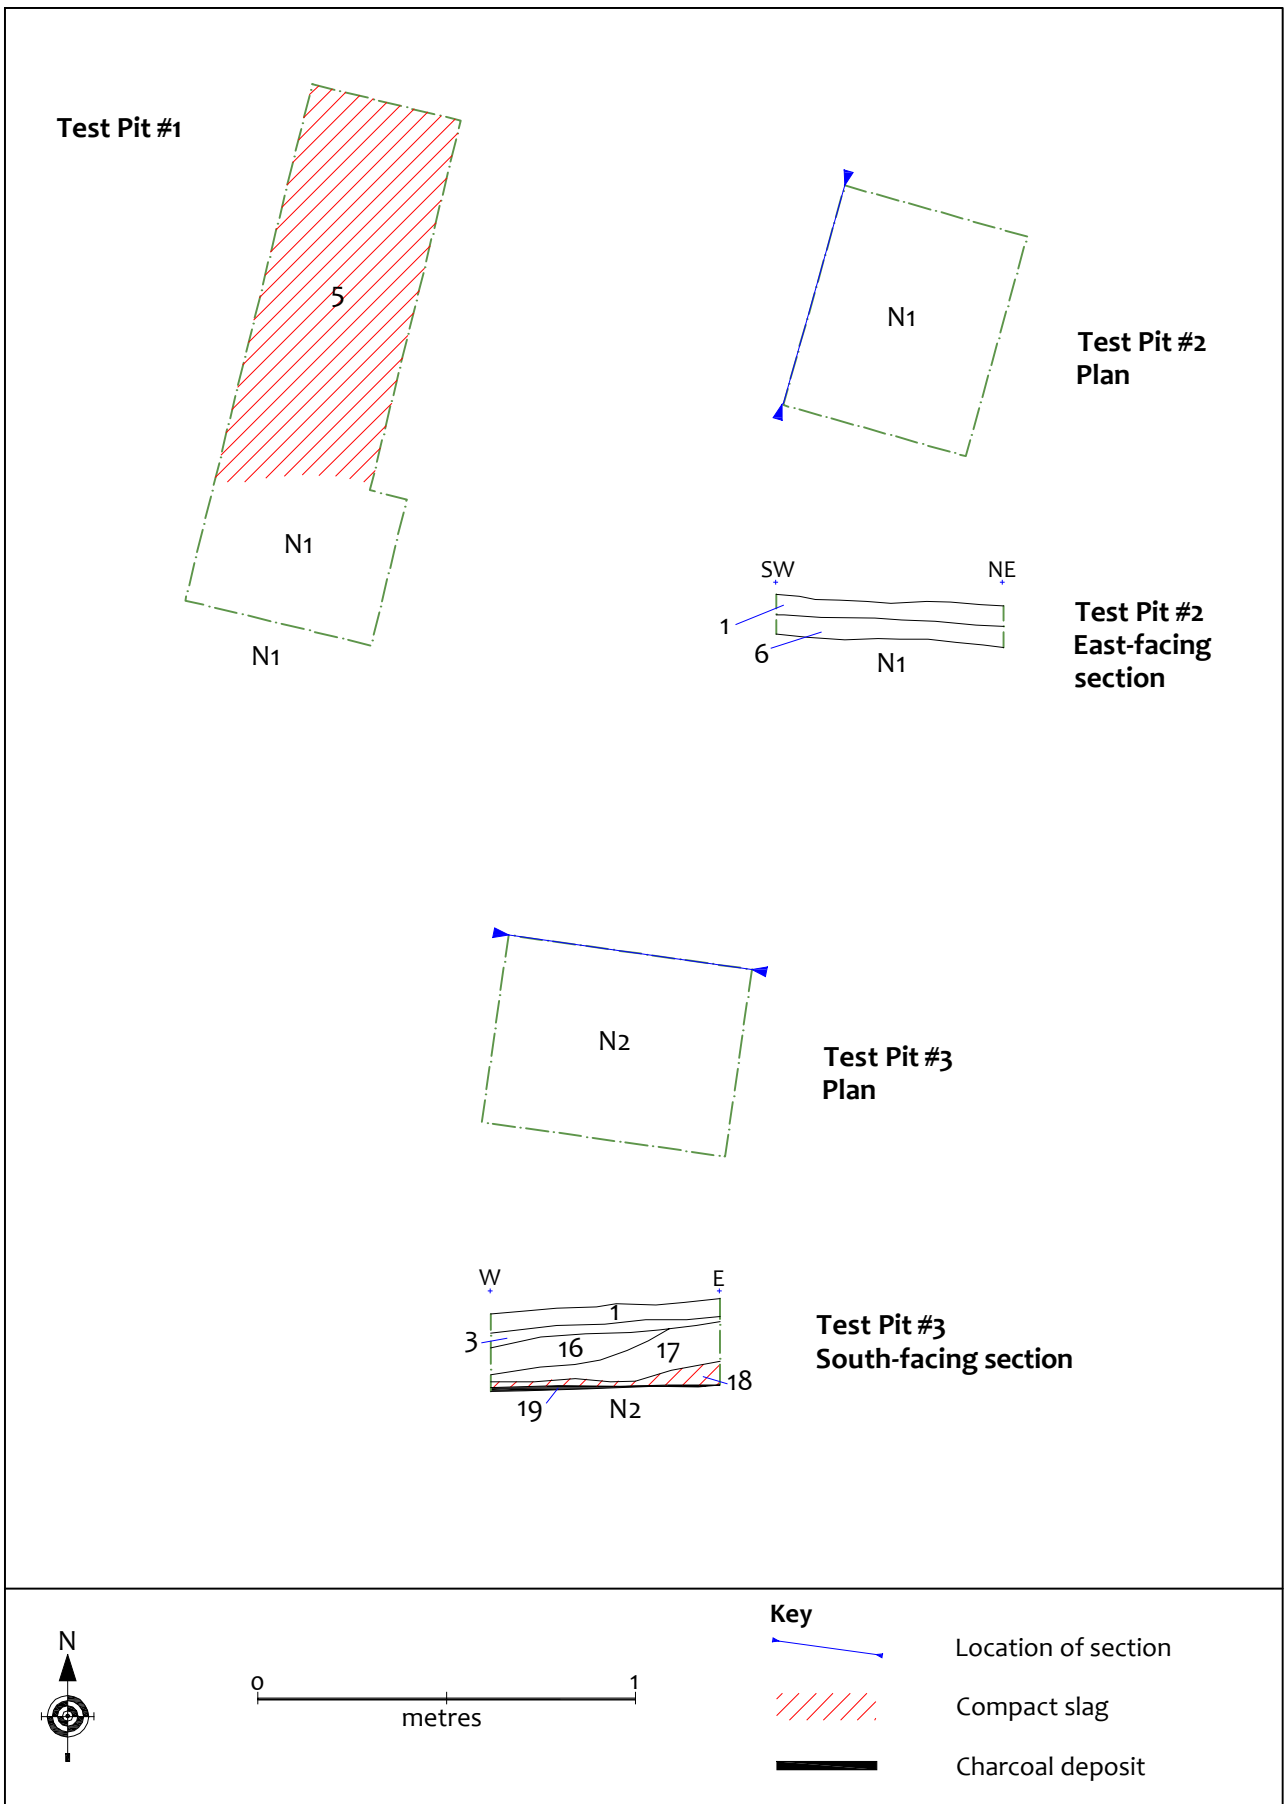 Test Pit #1
5
N1
N1
N1
Test Pit #2
Plan
SW
NE
1
6
N1
Test Pit #2
East-facing
section
N2
Test Pit #3
Plan
W
E
1
3
16
17
18
19
N2
Test Pit #3
South-facing section
N
0
1
metres
Key
Location of section
Compact slag
Charcoal deposit